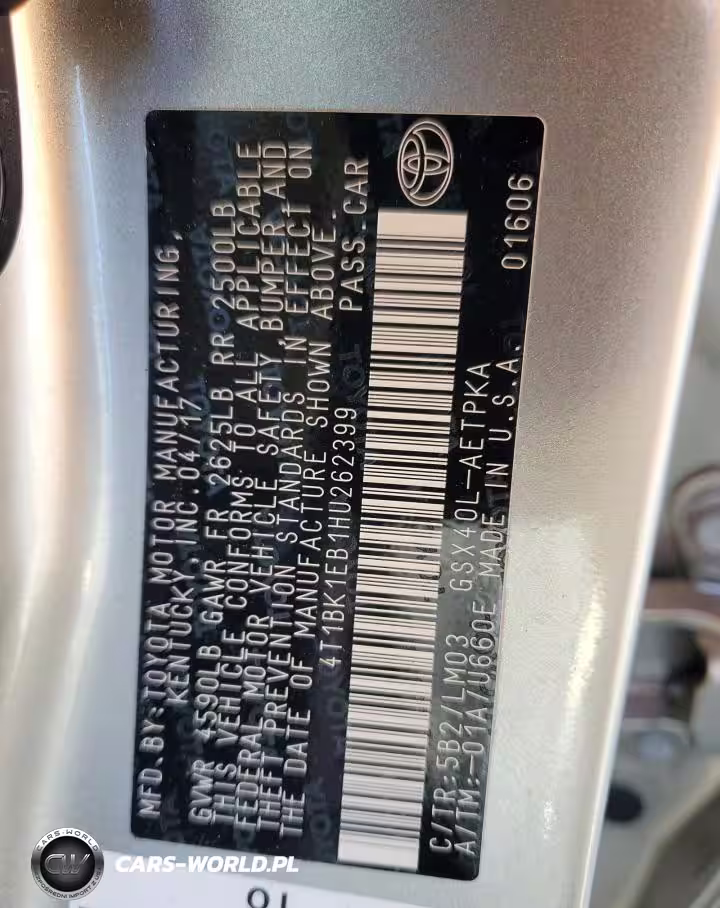 MFD.BY:TOYOTA MOTOR MANUFACTURING,
KENTUCKY, INC. 04/17
GVWR 4590LB GAWR FR 2625LB RR 2500LB
THIS VEHICLE CONFORMS TO ALL APPLICABLE
FEDERAL MOTOR VEHICLE SAFETY, BUMPER, AND
THEFT PREVENTION STANDARDS IN EFFECT ON
THE DATE OF MANUFACTURE SHOWN ABOVE.
4T1BK1EB1HU262399 PASS.CAR
C/TR:5B2/LM03 GSX40L-AETPKA
A/TM:-01A/U660E MADE IN U.S.A. 01606
CARS-WORLD
CW
CARS-WORLD.PL